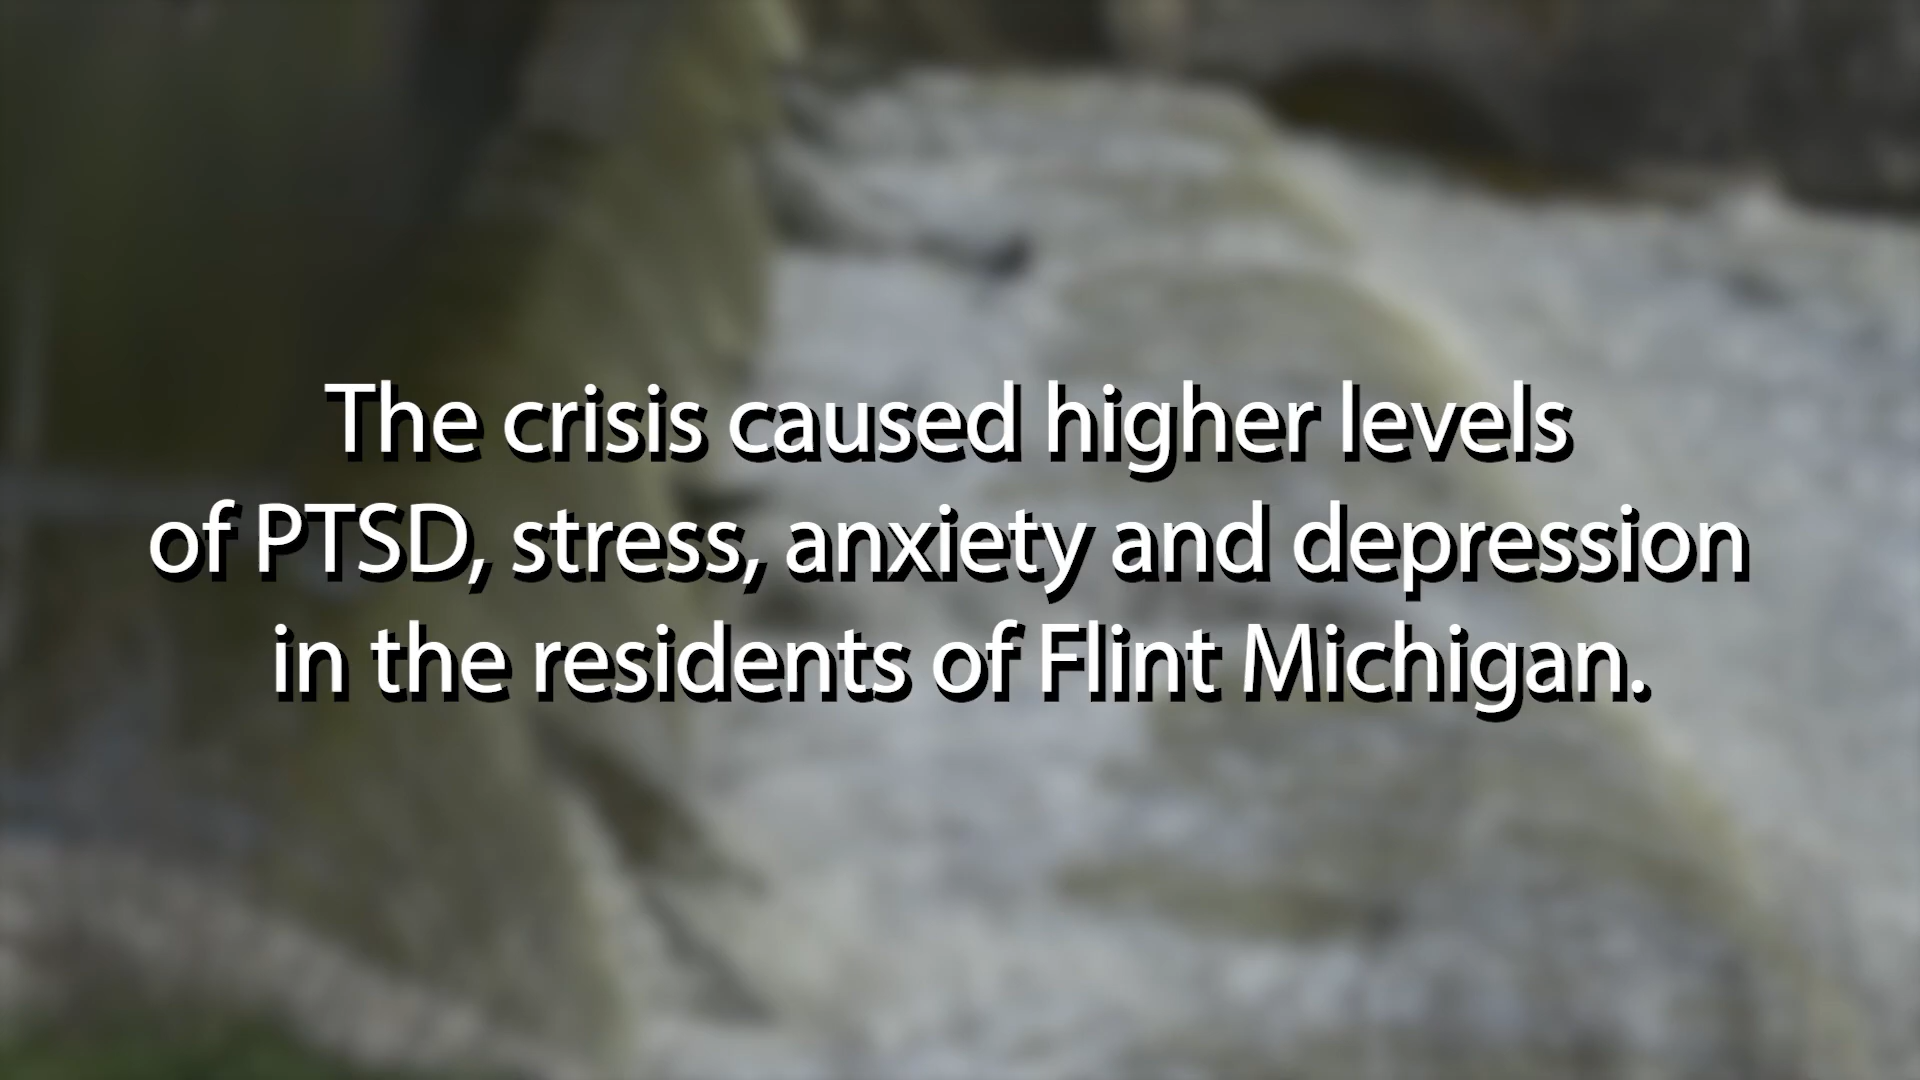 The crisis caused higher levels
of PTSD, stress, anxiety and depression
in the residents of Flint Michigan.